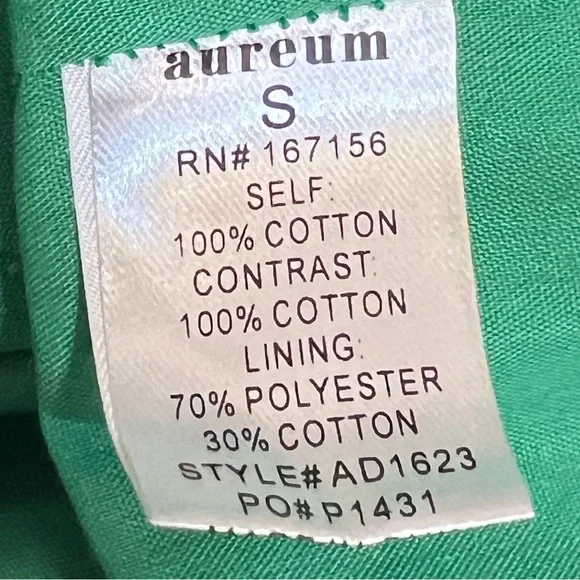 aureum
S
RN# 167156
SELF:
100% COTTON
CONTRAST:
100% COTTON
LINING:
70% POLYESTER
30% COTTON
STYLE# AD1623
PO# P1431